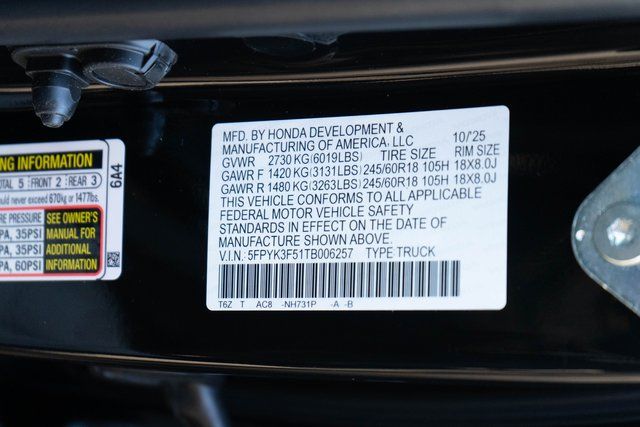 NG INFORMATION
TAL 5 FRONT 2 REAR 3
ould never exceed 670kg or 1477lbs.
E PRESSURE SEE OWNER'S
PA, 35PSI MANUAL FOR
PA, 35PSI ADDITIONAL
PA, 60PSI INFORMATION
6A4
MFD. BY HONDA DEVELOPMENT &
MANUFACTURING OF AMERICA, LLC 10/'25
GVWR 2730 KG (6019LBS) TIRE SIZE RIM SIZE
GAWR F 1420 KG (3131LBS) 245/60R18 105H 18X8.0J
GAWR R 1480 KG (3263LBS) 245/60R18 105H 18X8.0J
THIS VEHICLE CONFORMS TO ALL APPLICABLE
FEDERAL MOTOR VEHICLE SAFETY
STANDARDS IN EFFECT ON THE DATE OF
MANUFACTURE SHOWN ABOVE.
V.I.N.: 5FPYK3F51TB006257 TYPE:TRUCK
T6Z T AC8 -NH731P -A -B